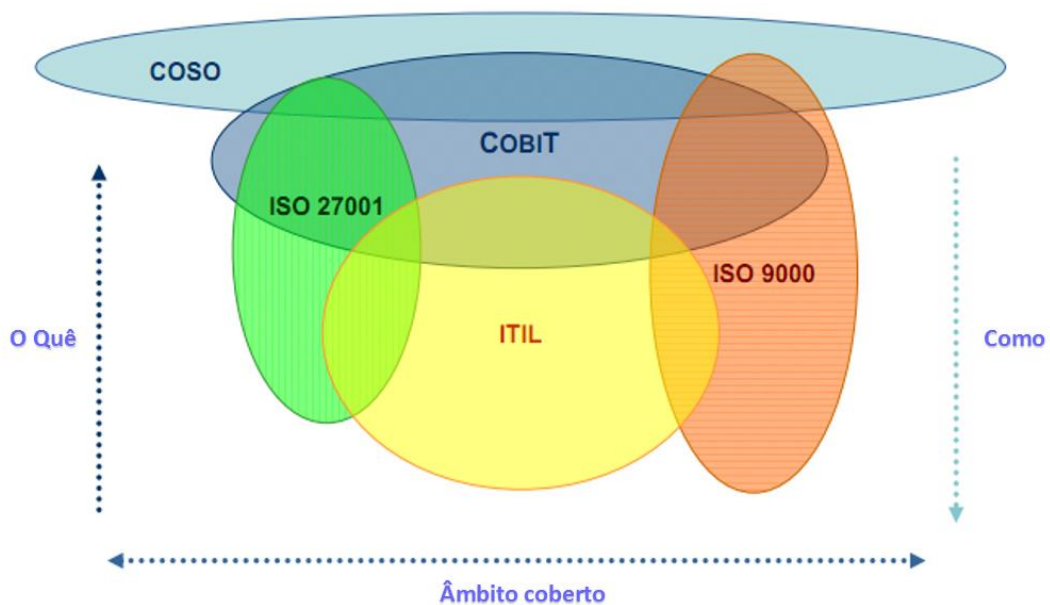 COSO
COBIT
ISO 27001
ISO 9000
O Quê
ITIL
Como
Âmbito coberto